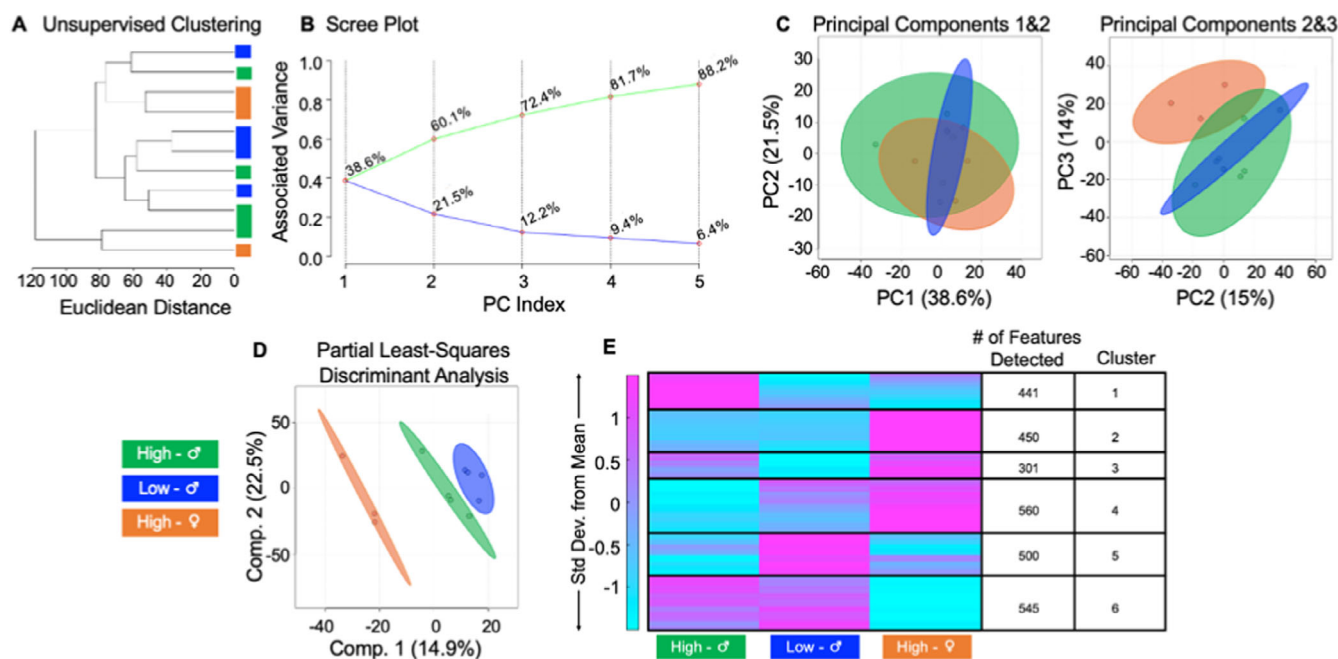 A Unsupervised Clustering
120 100 80 60 40 20 0
Euclidean Distance
B Scree Plot
Associated Variance
1.0
0.8
0.6
0.4
0.2
0.0
38.6%
60.1%
72.4%
81.7%
88.2%
21.5%
12.2%
9.4%
6.4%
1 2 3 4 5
PC Index
C Principal Components 1&2
PC2 (21.5%)
30
20
10
0
-10
-20
-30
-60 -40 -20 0 20 40
PC1 (38.6%)
Principal Components 2&3
PC3 (14%)
40
20
0
-20
-40
-60
-60 -40 -20 0 20 40
PC2 (15%)
D Partial Least-Squares
Discriminant Analysis
High - ♂
Low - ♂
High - ♀
Comp. 2 (22.5%)
50
0
-50
-40 -20 0 20
Comp. 1 (14.9%)
E
Std Dev. from Mean
1
0.5
0
-0.5
-1
# of Features
Detected Cluster
441 1
450 2
301 3
560 4
500 5
545 6
High - ♂ Low - ♂ High - ♀